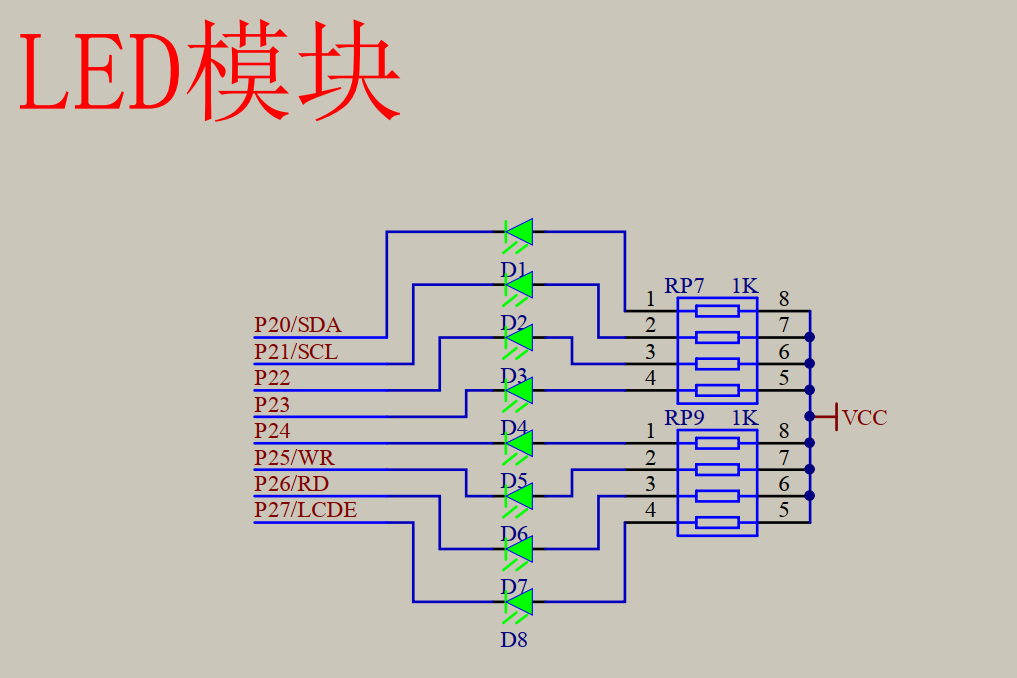 LED模块
D1
RP7 1K
1 8
P20/SDA
D2
2 7
P21/SCL
3 6
P22
D3
4 5
P23
RP9 1K
VCC
P24
D4
1 8
P25/WR
2 7
P26/RD
D5
3 6
P27/LCDE
4 5
D6
D7
D8